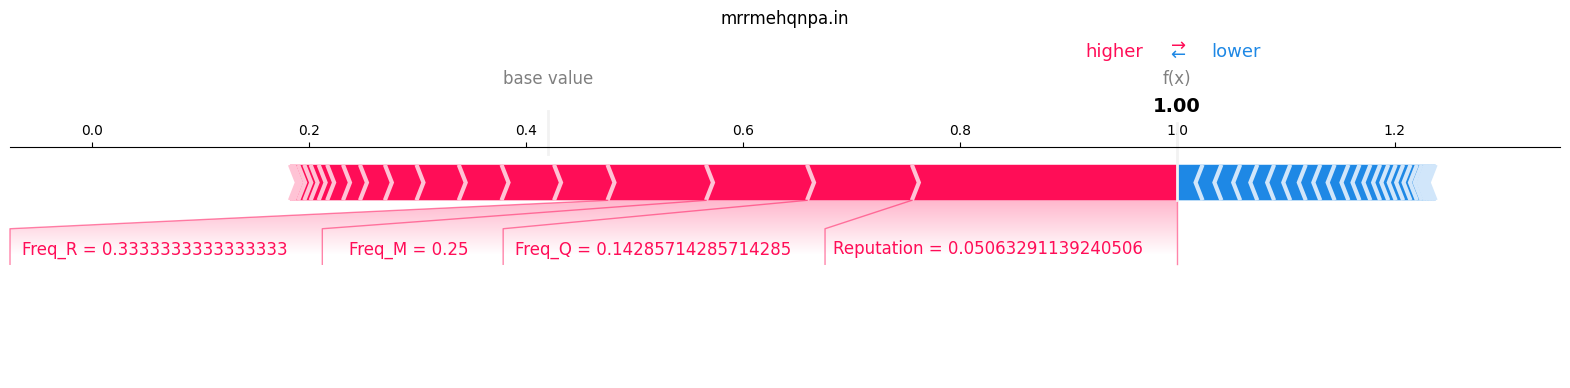 mrrmehqnpa.in
higher ⇄ lower
base value f(x)
1.00
0.0 0.2 0.4 0.6 0.8 1 0 1.2
Freq_R = 0.3333333333333333 Freq_M = 0.25 Freq_Q = 0.14285714285714285 Reputation = 0.05063291139240506